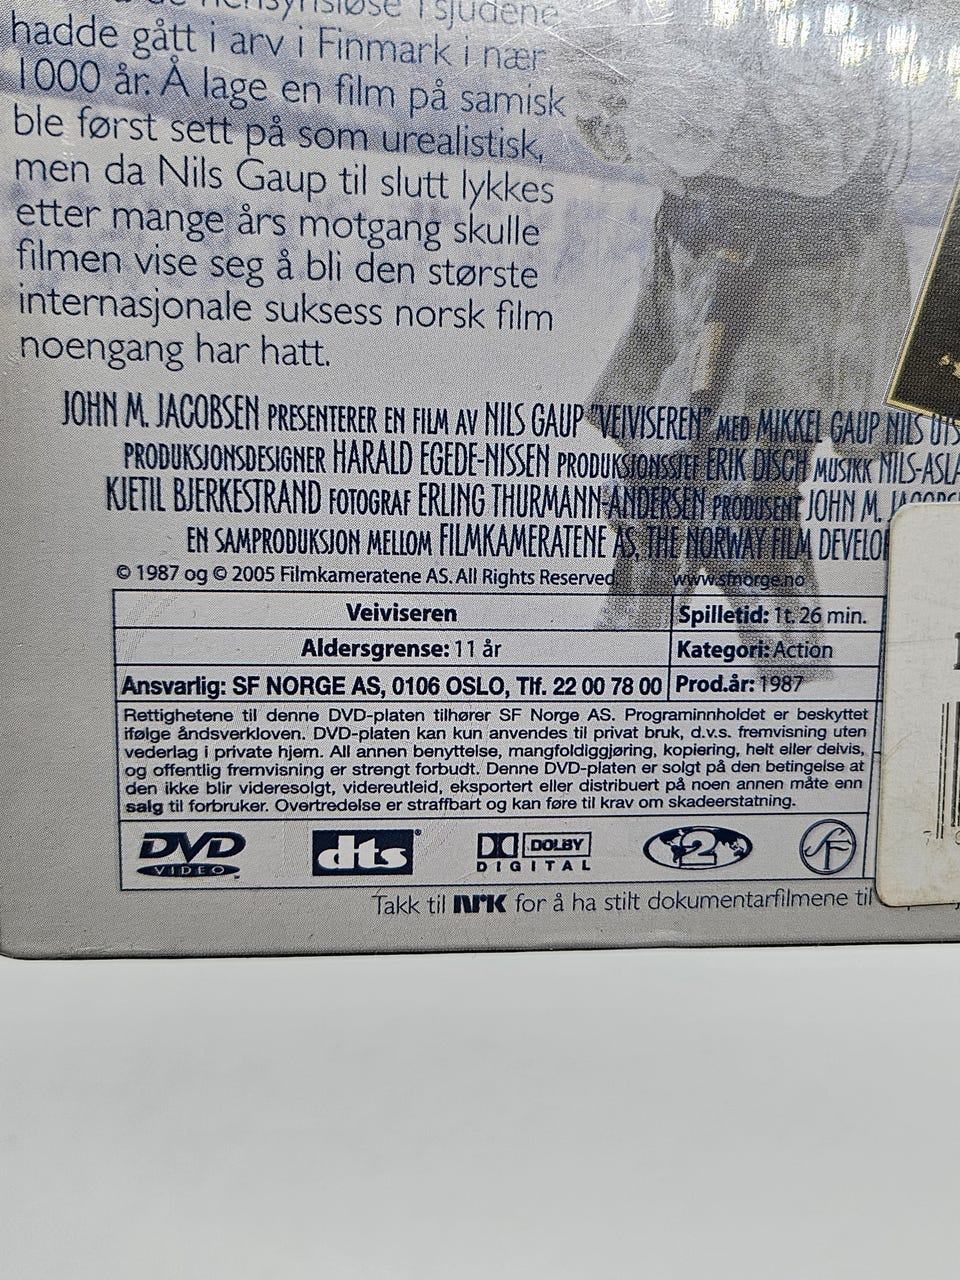 hensynsløse Tsjudene
hadde gått i arv i Finmark i nær
1000 år. Å lage en film på samisk
ble først sett på som urealistisk,
men da Nils Gaup til slutt lykkes
etter mange års motgang skulle
filmen vise seg å bli den største
internasjonale suksess norsk film
noengang har hatt.
JOHN M. JACOBSEN PRESENTERER EN FILM AV NILS GAUP "VEIVISEREN" MED MIKKEL GAUP NILS UTS
PRODUKSJONSDESIGNER HARALD EGEDE-NISSEN PRODUKSJONSSJEF ERIK DISCH MUSIKK NILS-ASLA
KJETIL BJERKESTRAND FOTOGRAF ERLING THURMANN-ANDERSEN PRODUSENT JOHN M. JACOBS
EN SAMPRODUKSJON MELLOM FILMKAMERATENE AS, THE NORWAY FILM DEVELO
© 1987 og © 2005 Filmkameratene AS. All Rights Reserved. www.sfnorge.no
Veiviseren Spilletid: 1t. 26 min.
Aldersgrense: 11 år Kategori: Action
Ansvarlig: SF NORGE AS, 0106 OSLO, Tlf. 22 00 78 00 Prod.år: 1987
Rettighetene til denne DVD-platen tilhører SF Norge AS. Programinnholdet er beskyttet
ifølge åndsverkloven. DVD-platen kan kun anvendes til privat bruk, d.v.s. fremvisning uten
vederlag i private hjem. All annen benyttelse, mangfoldiggjøring, kopiering, helt eller delvis,
og offentlig fremvisning er strengt forbudt. Denne DVD-platen er solgt på den betingelse at
den ikke blir videresolgt, videreutleid, eksportert eller distribuert på noen annen måte enn
salg til forbruker. Overtredelse er straffbart og kan føre til krav om skadeerstatning.
DVD VIDEO dts DOLBY DIGITAL 2 SF
Takk til NRK for å ha stilt dokumentarfilmene til